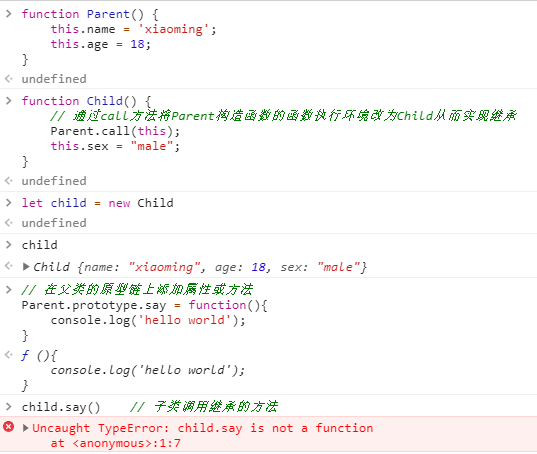 function Parent() {
this.name = 'xiaoming';
this.age = 18;
}
undefined
function Child() {
// 通过call方法将Parent构造函数的函数执行环境改为Child从而实现继承
Parent.call(this);
this.sex = "male";
}
undefined
let child = new Child
undefined
child
Child {name: "xiaoming", age: 18, sex: "male"}
// 在父类的原型链上添加属性或方法
Parent.prototype.say = function(){
console.log('hello world');
}
ƒ (){
console.log('hello world');
}
child.say() // 子类调用继承的方法
Uncaught TypeError: child.say is not a function
at <anonymous>:1:7